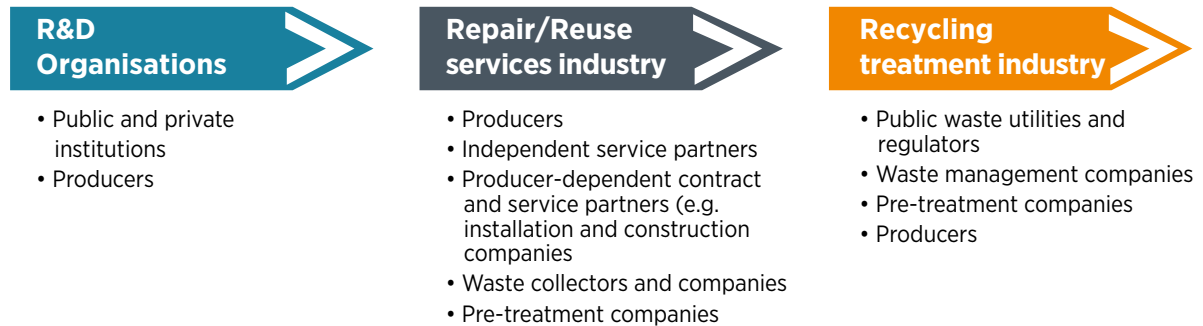 R&D
Organisations
• Public and private
institutions
• Producers
Repair/Reuse
services industry
• Producers
• Independent service partners
• Producer-dependent contract
and service partners (e.g.
installation and construction
companies
• Waste collectors and companies
• Pre-treatment companies
Recycling
treatment industry
• Public waste utilities and
regulators
• Waste management companies
• Pre-treatment companies
• Producers